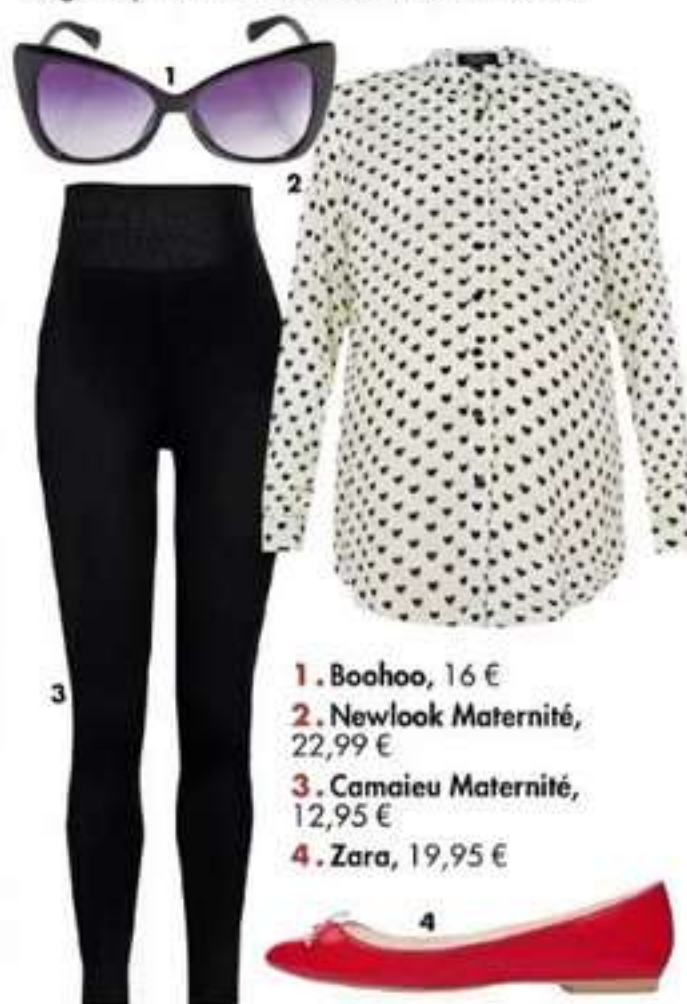 1
2
3
1. Boohoo, 16 €
2. Newlook Maternité,
22,99 €
3. Camaieu Maternité,
12,95 €
4. Zara, 19,95 €
4